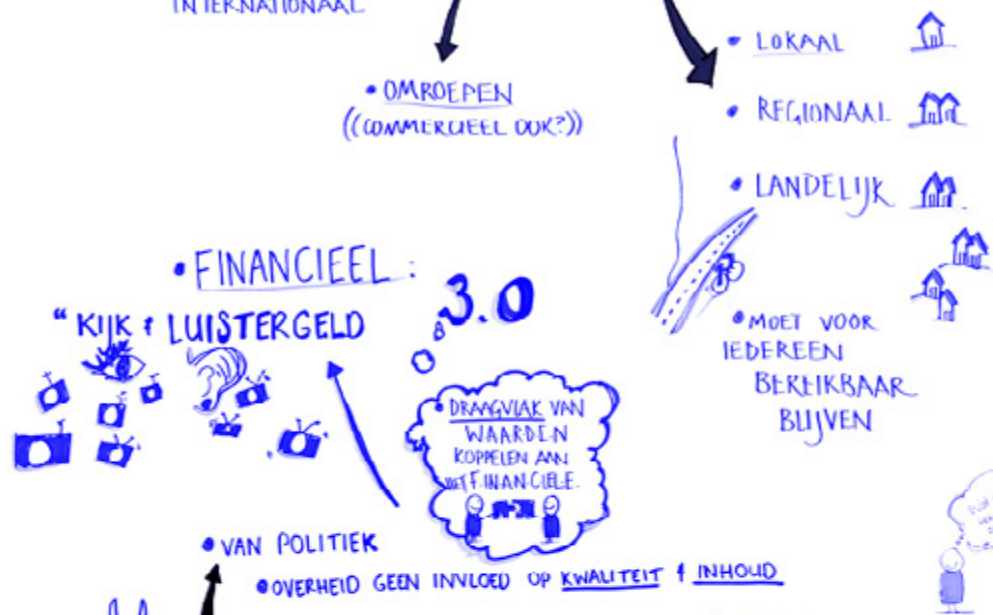 INTERNATIONAAL
• OMROEPEN
((COMMERCIEEL OOK?))
• LOKAAL
• REGIONAAL
• LANDELIJK
• MOET VOOR
IEDEREEN
BEREIKBAAR
BLIJVEN
• FINANCIEEL:
3.0
"KIJK & LUISTERGELD
• DRAAGVLAK VAN
WAARDEN
KOPPELEN AAN
HET FINANCIELE.
• VAN POLITIEK
• OVERHEID GEEN INVLOED OP KWALITEIT & INHOUD